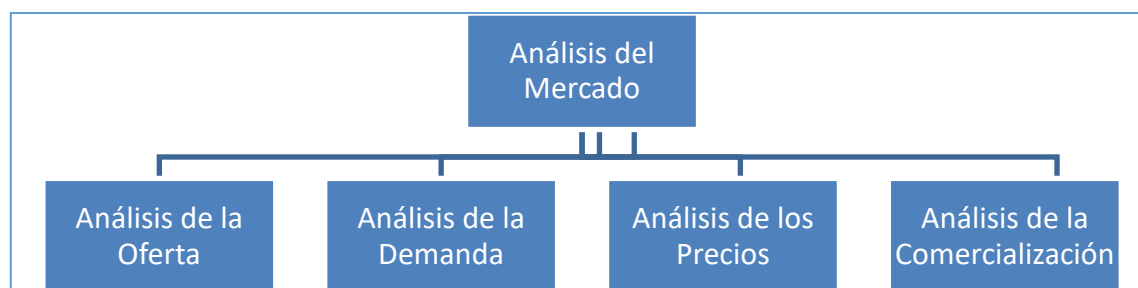 Análisis del
Mercado
Análisis de la
Oferta
Análisis de la
Demanda
Análisis de los
Precios
Análisis de la
Comercialización